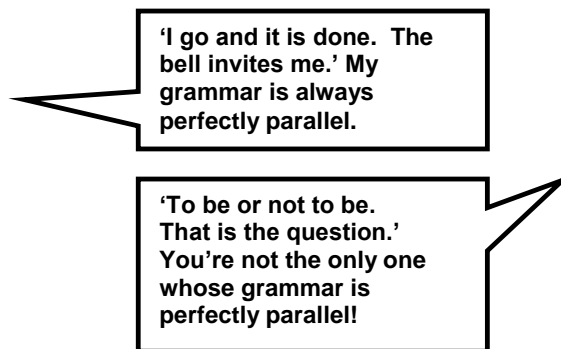 ‘I go and it is done.  The
bell invites me.’ My
grammar is always
perfectly parallel.
‘To be or not to be.
That is the question.’
You’re not the only one
whose grammar is
perfectly parallel!